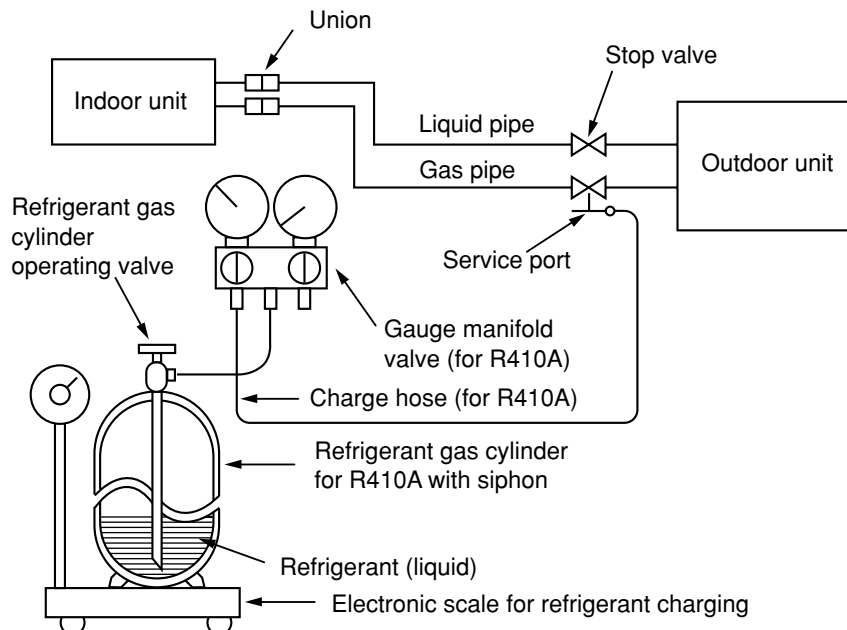 Union
Stop valve
Indoor unit
Liquid pipe
Gas pipe
Outdoor unit
Refrigerant gas
cylinder
operating valve
Service port
Gauge manifold
valve (for R410A)
Charge hose (for R410A)
Refrigerant gas cylinder
for R410A with siphon
Refrigerant (liquid)
Electronic scale for refrigerant charging